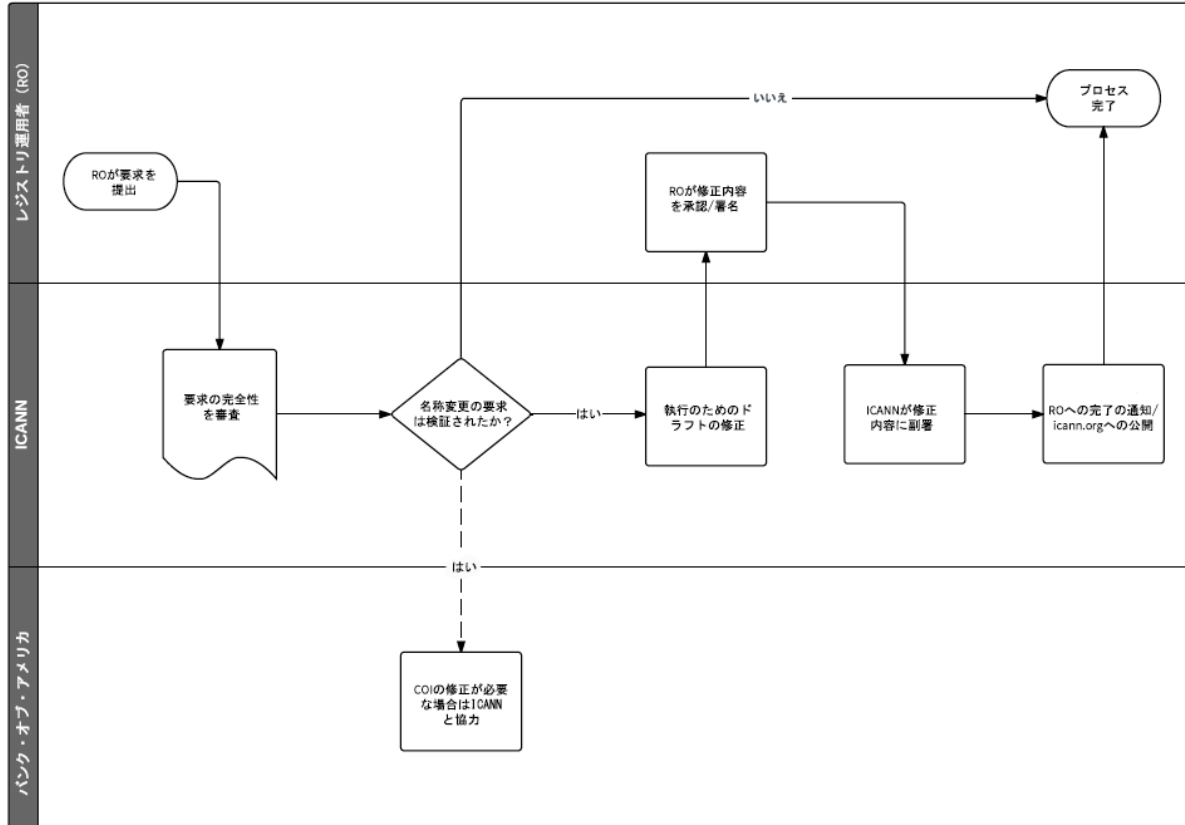 レジストリ運用者（RO）
いいえ
プロセス
完了
ROが要求を
提出
ROが修正内容
を承認/署名
ICANN
要求の完全性
を審査
名称変更の要求
は検証されたか？
はい
執行のためのド
ラフトの修正
ICANNが修正
内容に副署
ROへの完了の通知/
icann.orgへの公開
はい
バンク・オブ・アメリカ
COIの修正が必要
な場合はICANN
と協力